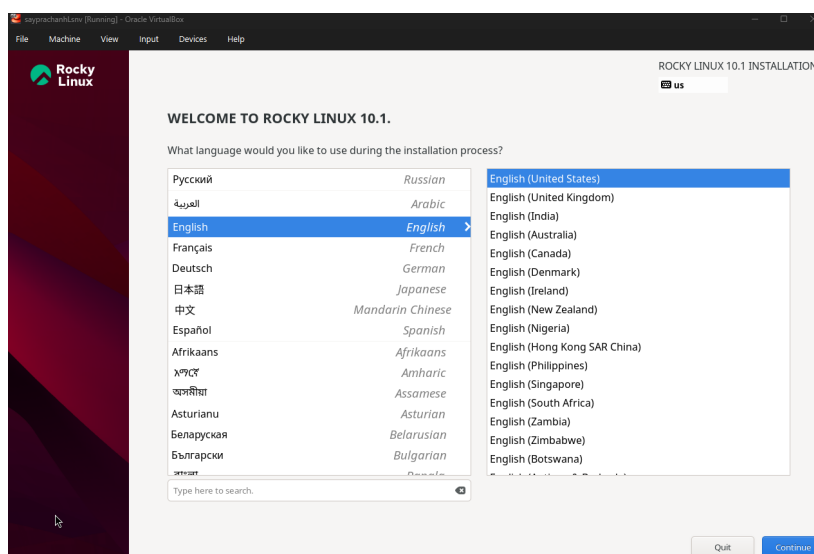 sayprachanhLsnv [Running] - Oracle VirtualBox
File Machine View Input Devices Help
Rocky
Linux
ROCKY LINUX 10.1 INSTALLATION
us
WELCOME TO ROCKY LINUX 10.1.
What language would you like to use during the installation process?
Русский Russian
العربية Arabic
English English
Français French
Deutsch German
日本語 Japanese
中文 Mandarin Chinese
Español Spanish
Afrikaans Afrikaans
አማርኛ Amharic
অসমীয়া Assamese
Asturianu Asturian
Беларуская Belarusian
Български Bulgarian
বাংলা Bangla
English (United States)
English (United Kingdom)
English (India)
English (Australia)
English (Canada)
English (Denmark)
English (Ireland)
English (New Zealand)
English (Nigeria)
English (Hong Kong SAR China)
English (Philippines)
English (Singapore)
English (South Africa)
English (Zambia)
English (Zimbabwe)
English (Botswana)
Type here to search.
Quit Continue